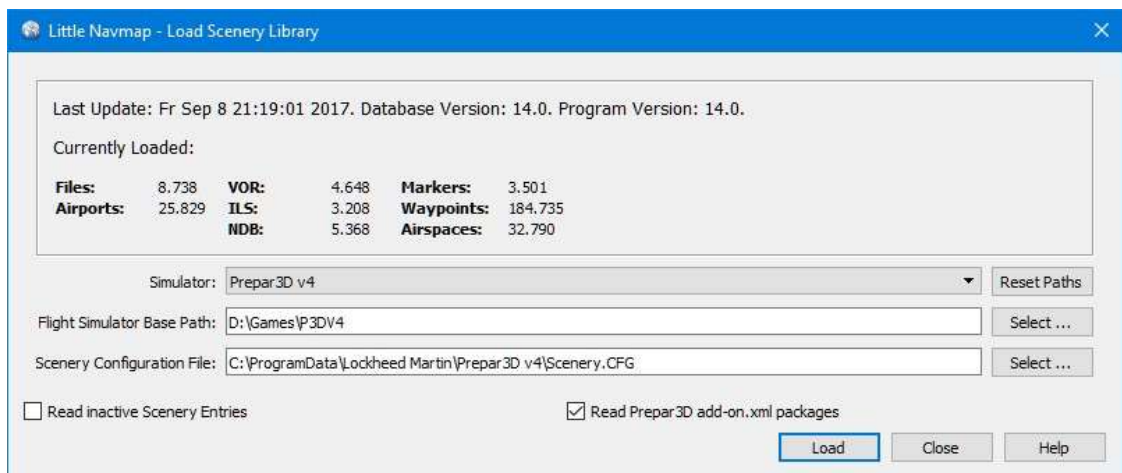 Little Navmap - Load Scenery Library
Last Update: Fr Sep 8 21:19:01 2017. Database Version: 14.0. Program Version: 14.0.
Currently Loaded:
Files: 8.738 VOR: 4.648 Markers: 3.501
Airports: 25.829 ILS: 3.208 Waypoints: 184.735
NDB: 5.368 Airspaces: 32.790
Simulator: Prepar3D v4 Reset Paths
Flight Simulator Base Path: D:\Games\P3DV4 Select ...
Scenery Configuration File: C:\ProgramData\Lockheed Martin\Prepar3D v4\Scenery.CFG Select ...
Read inactive Scenery Entries Read Prepar3D add-on.xml packages
Load Close Help